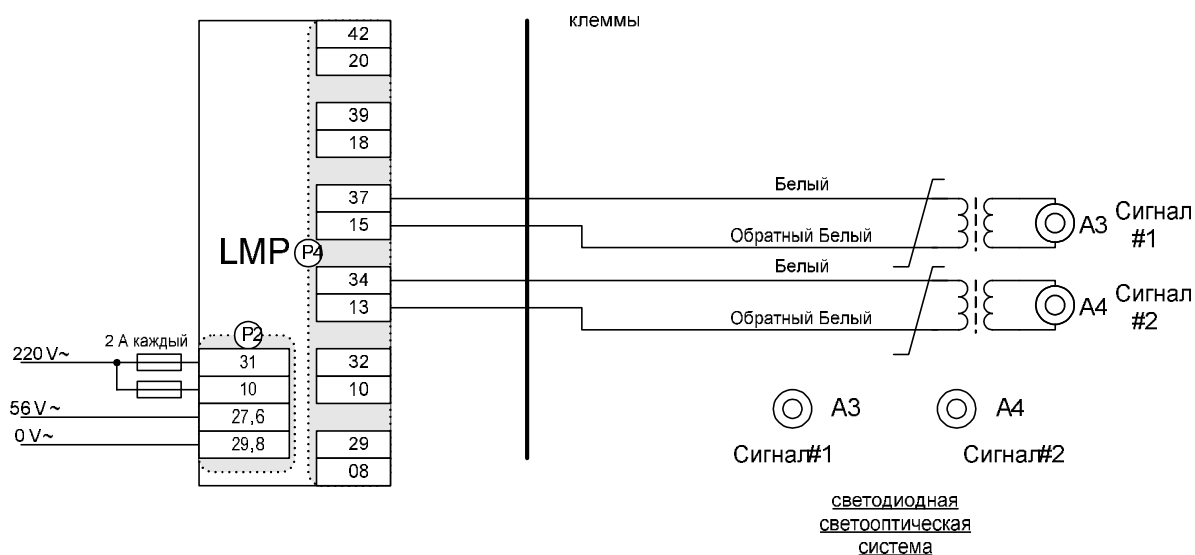 клеммы
42
20
39
18
37
15
34
13
32
10
29
08
LMP
P4
P2
31
10
27,6
29,8
2 А каждый
220 V~
56 V~
0 V~
Белый
Обратный Белый
Белый
Обратный Белый
A3
Сигнал
#1
A4
Сигнал
#2
A3
A4
Сигнал#1
Сигнал#2
светодиодная
светооптическая
система